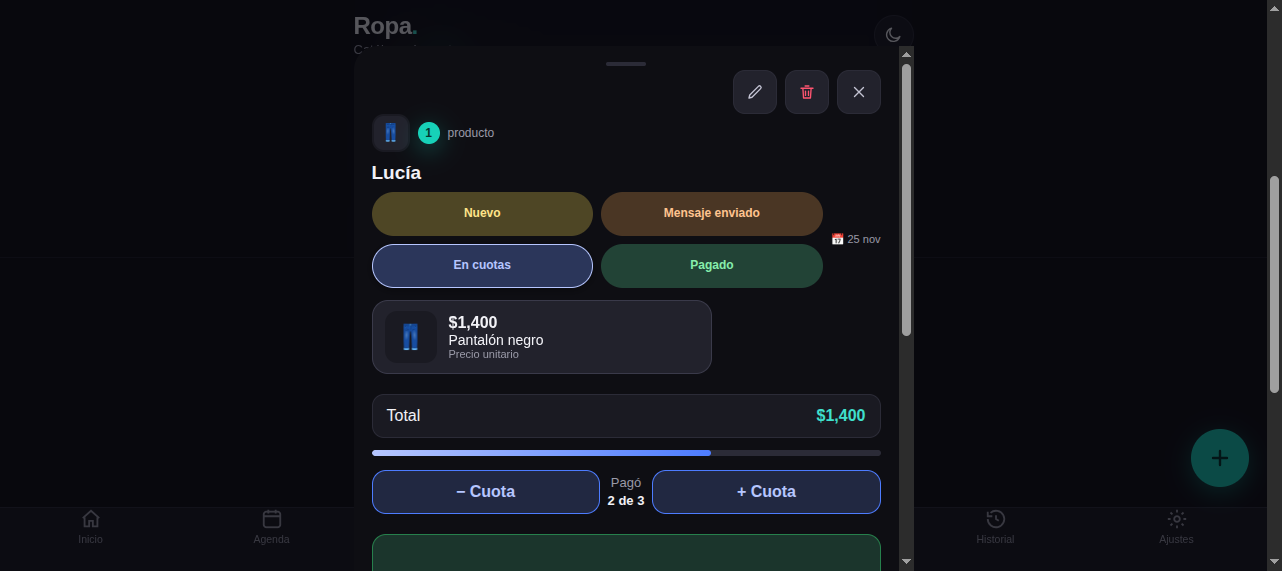 Ropa.
1 producto
Lucía
Nuevo
Mensaje enviado
25 nov
En cuotas
Pagado
$1,400
Pantalón negro
Precio unitario
Total
$1,400
− Cuota
Pagó
2 de 3
+ Cuota
Inicio
Agenda
Historial
Ajustes